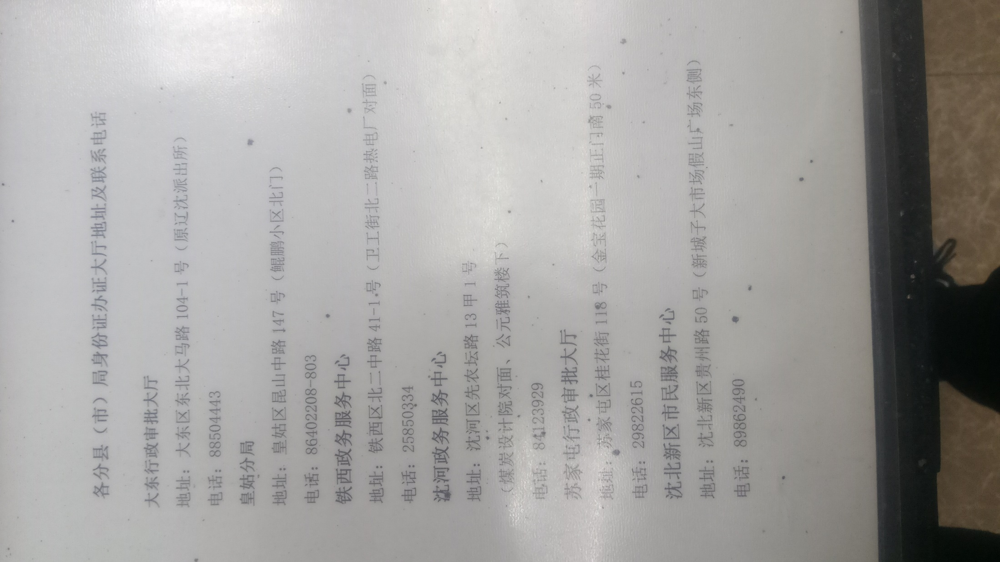 各分县（市）局身份证办证大厅地址及联系电话
大东行政审批大厅
地址：大东区东北大马路 104-1 号（原辽沈派出所）
电话：88504443
皇姑分局
地址：皇姑区昆山中路 147 号（鲲鹏小区北门）
电话：86402208-803
铁西政务服务中心
地址：铁西区北二中路 41-1 号（卫工街北二路热电厂对面）
电话：25850334
沈河政务服务中心
地址：沈河区先农坛路 13 甲 1 号
（煤炭设计院对面、公元雅筑楼下）
电话：84123929
苏家屯行政审批大厅
地址：苏家屯区桂花街 118 号（金宝花园一期正门南 50 米）
电话：29822615
沈北新区市民服务中心
地址：沈北新区贵州路 50 号（新城子大市场假山广场东侧）
电话：89862490